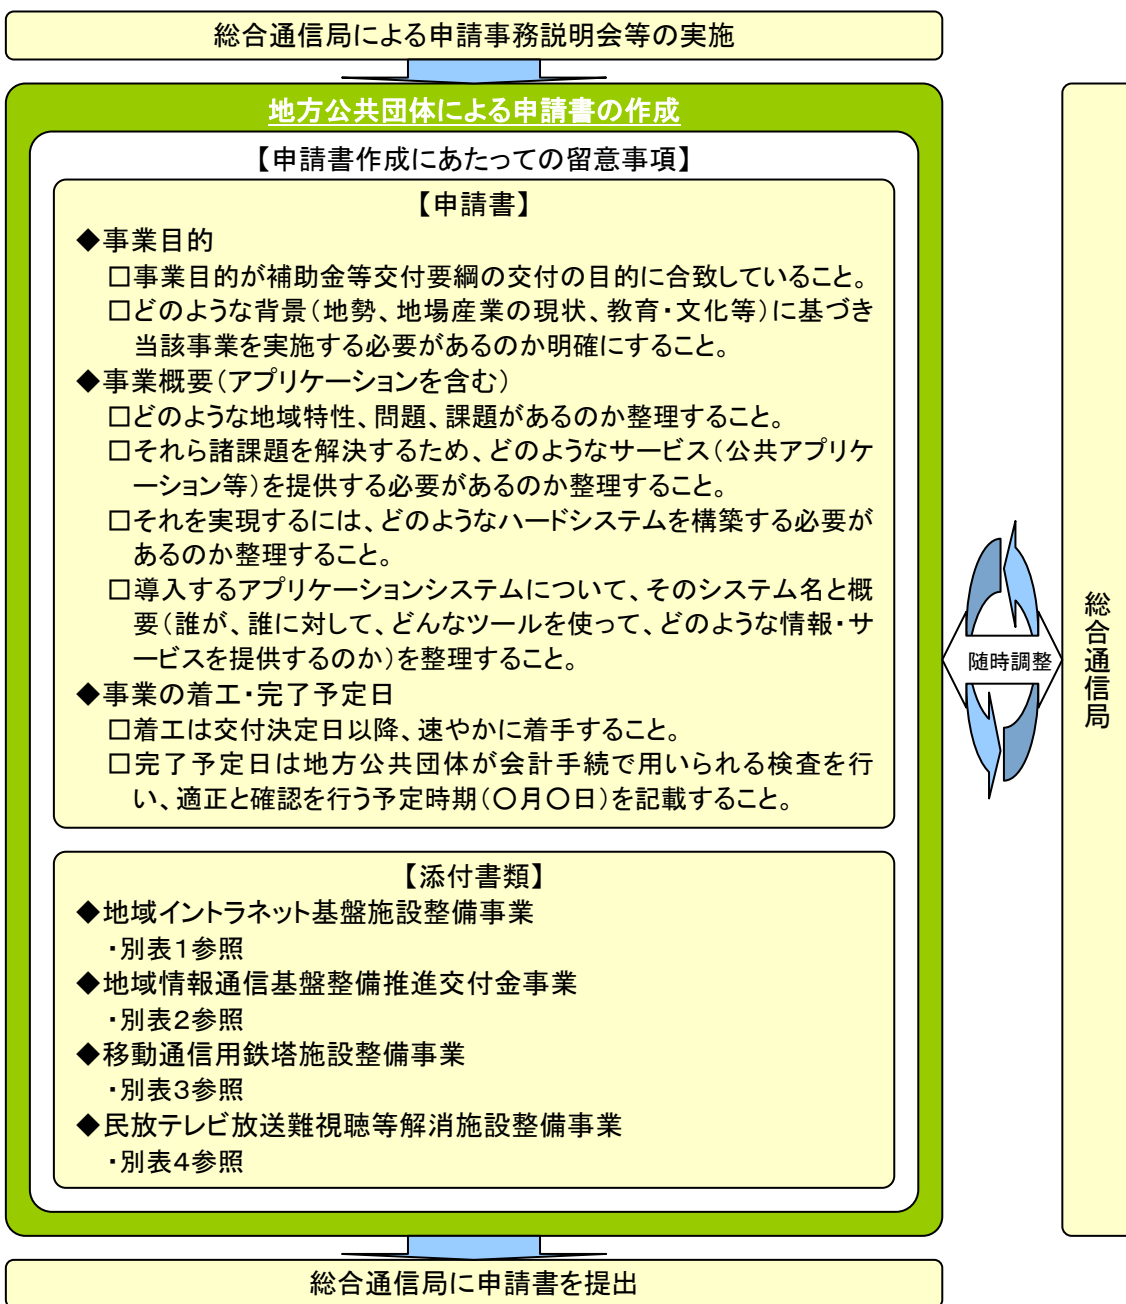 総合通信局による申請事務説明会等の実施
地方公共団体による申請書の作成
【申請書作成にあたっての留意事項】
【申請書】
◆事業目的
□事業目的が補助金等交付要綱の交付の目的に合致していること。
□どのような背景（地勢、地場産業の現状、教育・文化等）に基づき
当該事業を実施する必要があるのか明確にすること。
◆事業概要（アプリケーションを含む）
□どのような地域特性、問題、課題があるのか整理すること。
□それら諸課題を解決するため、どのようなサービス（公共アプリケ
ーション等）を提供する必要があるのか整理すること。
□それを実現するには、どのようなハードシステムを構築する必要が
あるのか整理すること。
□導入するアプリケーションシステムについて、そのシステム名と概
要（誰が、誰に対して、どんなツールを使って、どのような情報・サ
ービスを提供するのか）を整理すること。
◆事業の着工・完了予定日
□着工は交付決定日以降、速やかに着手すること。
□完了予定日は地方公共団体が会計手続で用いられる検査を行
い、適正と確認を行う予定時期（○月○日）を記載すること。
【添付書類】
◆地域イントラネット基盤施設整備事業
・別表１参照
◆地域情報通信基盤整備推進交付金事業
・別表２参照
◆移動通信用鉄塔施設整備事業
・別表３参照
◆民放テレビ放送難視聴等解消施設整備事業
・別表４参照
随時調整
総合通信局
総合通信局に申請書を提出